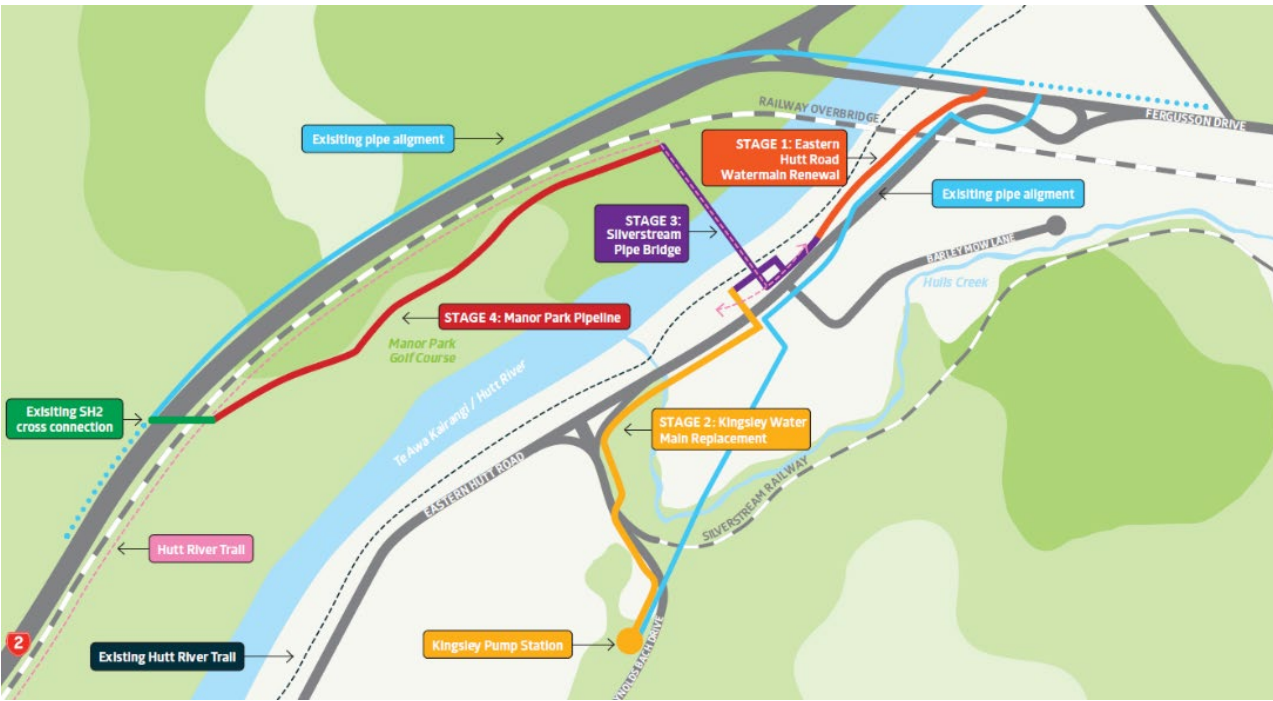 RAILWAY OVERBRIDGE
FERGUSSON DRIVE
Exisiting pipe aligment
STAGE 1: Eastern
Hutt Road
Watermain Renewal
Exisiting pipe aligment
STAGE 3:
Silverstream
Pipe Bridge
BARLEY MOW LANE
Hulls Creek
STAGE 4: Manor Park Pipeline
Manor Park
Golf Course
Te Awa Kairangi / Hutt River
Exisiting SH2
cross connection
STAGE 2: Kingsley Water
Main Replacement
EASTERN HUTT ROAD
SILVERSTREAM RAILWAY
Hutt River Trail
2
Existing Hutt River Trail
Kingsley Pump Station
YNOLDS BACH DRIVE